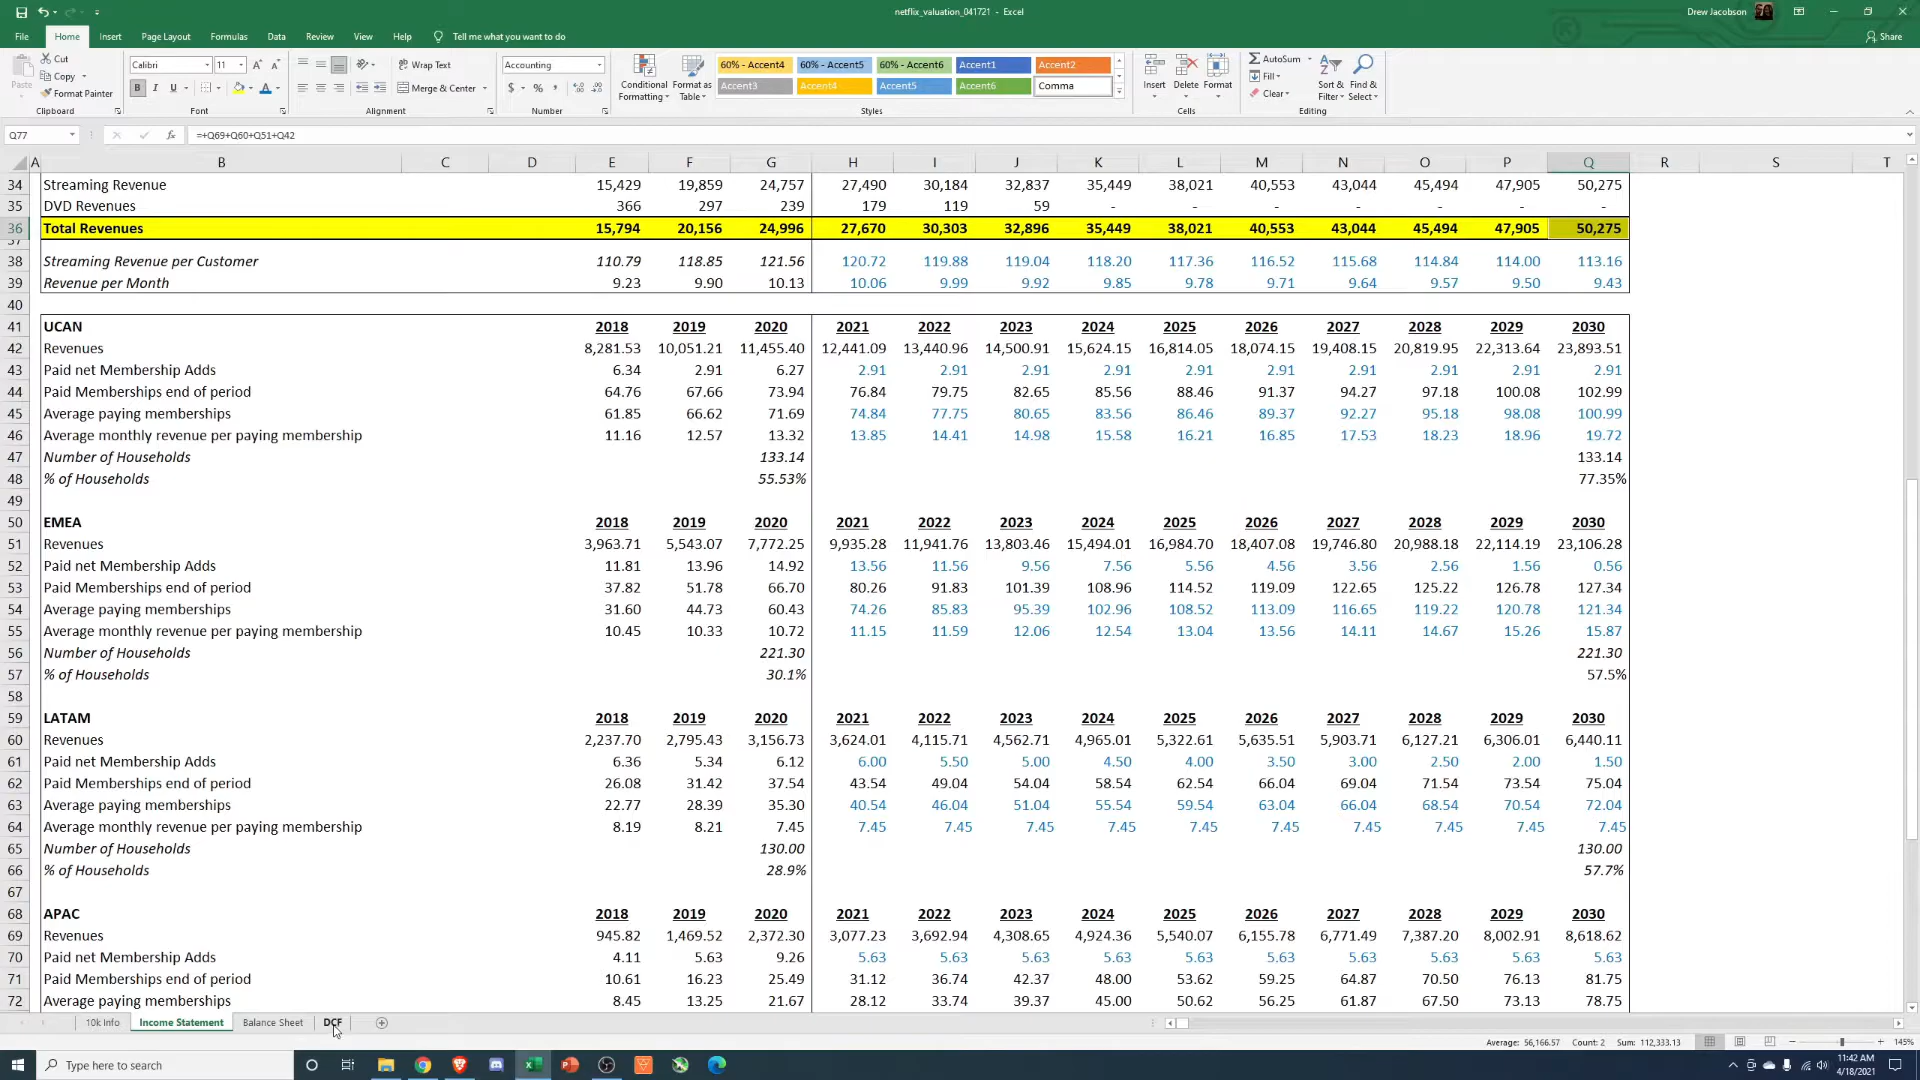 netflix_valuation_041721 - Excel
Drew Jacobson
File Home Insert Page Layout Formulas Data Review View Help Tell me what you want to do Share
Paste Cut Copy Format Painter Clipboard
Calibri 11 B I U Font
Wrap Text Merge & Center Alignment
Accounting $ % , Number
Conditional Formatting Format as Table
60% - Accent4 60% - Accent5 60% - Accent6 Accent1 Accent2
Accent3 Accent4 Accent5 Accent6 Comma
Styles
Insert Delete Format Cells
AutoSum Fill Clear Sort & Filter Find & Select Editing
Q77 fx =+Q69+Q60+Q51+Q42
A B C D E F G H I J K L M N O P Q R S T
34 Streaming Revenue 15,429 19,859 24,757 27,490 30,184 32,837 35,449 38,021 40,553 43,044 45,494 47,905 50,275
35 DVD Revenues 366 297 239 179 119 59 - - - - - - -
36 Total Revenues 15,794 20,156 24,996 27,670 30,303 32,896 35,449 38,021 40,553 43,044 45,494 47,905 50,275
37
38 Streaming Revenue per Customer 110.79 118.85 121.56 120.72 119.88 119.04 118.20 117.36 116.52 115.68 114.84 114.00 113.16
39 Revenue per Month 9.23 9.90 10.13 10.06 9.99 9.92 9.85 9.78 9.71 9.64 9.57 9.50 9.43
40
41 UCAN 2018 2019 2020 2021 2022 2023 2024 2025 2026 2027 2028 2029 2030
42 Revenues 8,281.53 10,051.21 11,455.40 12,441.09 13,440.96 14,500.91 15,624.15 16,814.05 18,074.15 19,408.15 20,819.95 22,313.64 23,893.51
43 Paid net Membership Adds 6.34 2.91 6.27 2.91 2.91 2.91 2.91 2.91 2.91 2.91 2.91 2.91 2.91
44 Paid Memberships end of period 64.76 67.66 73.94 76.84 79.75 82.65 85.56 88.46 91.37 94.27 97.18 100.08 102.99
45 Average paying memberships 61.85 66.62 71.69 74.84 77.75 80.65 83.56 86.46 89.37 92.27 95.18 98.08 100.99
46 Average monthly revenue per paying membership 11.16 12.57 13.32 13.85 14.41 14.98 15.58 16.21 16.85 17.53 18.23 18.96 19.72
47 Number of Households 133.14 133.14
48 % of Households 55.53% 77.35%
49
50 EMEA 2018 2019 2020 2021 2022 2023 2024 2025 2026 2027 2028 2029 2030
51 Revenues 3,963.71 5,543.07 7,772.25 9,935.28 11,941.76 13,803.46 15,494.01 16,984.70 18,407.08 19,746.80 20,988.18 22,114.19 23,106.28
52 Paid net Membership Adds 11.81 13.96 14.92 13.56 11.56 9.56 7.56 5.56 4.56 3.56 2.56 1.56 0.56
53 Paid Memberships end of period 37.82 51.78 66.70 80.26 91.83 101.39 108.96 114.52 119.09 122.65 125.22 126.78 127.34
54 Average paying memberships 31.60 44.73 60.43 74.26 85.83 95.39 102.96 108.52 113.09 116.65 119.22 120.78 121.34
55 Average monthly revenue per paying membership 10.45 10.33 10.72 11.15 11.59 12.06 12.54 13.04 13.56 14.11 14.67 15.26 15.87
56 Number of Households 221.30 221.30
57 % of Households 30.1% 57.5%
58
59 LATAM 2018 2019 2020 2021 2022 2023 2024 2025 2026 2027 2028 2029 2030
60 Revenues 2,237.70 2,795.43 3,156.73 3,624.01 4,115.71 4,562.71 4,965.01 5,322.61 5,635.51 5,903.71 6,127.21 6,306.01 6,440.11
61 Paid net Membership Adds 6.36 5.34 6.12 6.00 5.50 5.00 4.50 4.00 3.50 3.00 2.50 2.00 1.50
62 Paid Memberships end of period 26.08 31.42 37.54 43.54 49.04 54.04 58.54 62.54 66.04 69.04 71.54 73.54 75.04
63 Average paying memberships 22.77 28.39 35.30 40.54 46.04 51.04 55.54 59.54 63.04 66.04 68.54 70.54 72.04
64 Average monthly revenue per paying membership 8.19 8.21 7.45 7.45 7.45 7.45 7.45 7.45 7.45 7.45 7.45 7.45 7.45
65 Number of Households 130.00 130.00
66 % of Households 28.9% 57.7%
67
68 APAC 2018 2019 2020 2021 2022 2023 2024 2025 2026 2027 2028 2029 2030
69 Revenues 945.82 1,469.52 2,372.30 3,077.23 3,692.94 4,308.65 4,924.36 5,540.07 6,155.78 6,771.49 7,387.20 8,002.91 8,618.62
70 Paid net Membership Adds 4.11 5.63 9.26 5.63 5.63 5.63 5.63 5.63 5.63 5.63 5.63 5.63 5.63
71 Paid Memberships end of period 10.61 16.23 25.49 31.12 36.74 42.37 48.00 53.62 59.25 64.87 70.50 76.13 81.75
72 Average paying memberships 8.45 13.25 21.67 28.12 33.74 39.37 45.00 50.62 56.25 61.87 67.50 73.13 78.75
10k Info Income Statement Balance Sheet DCF
Average: 56,166.57 Count: 2 Sum: 112,333.13 145%
Type here to search
11:42 AM
4/18/2021